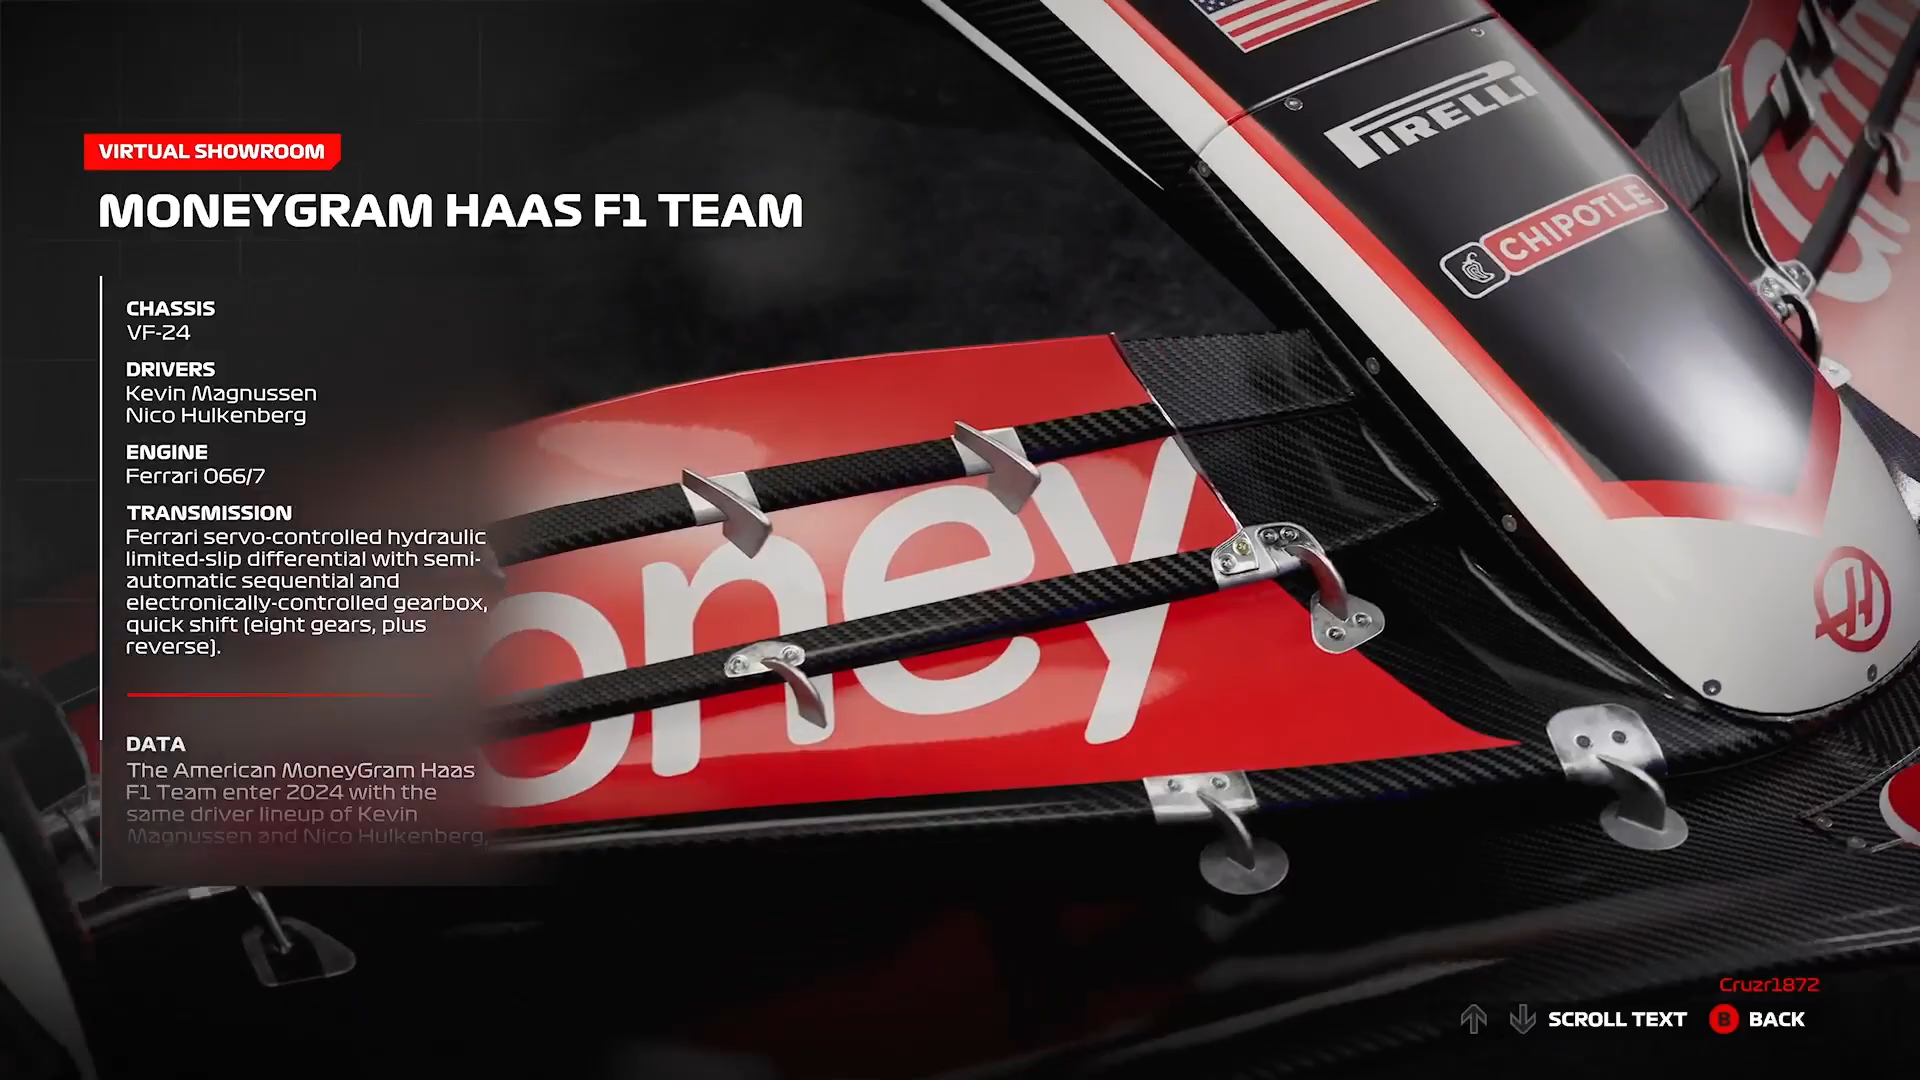 VIRTUAL SHOWROOM
MONEYGRAM HAAS F1 TEAM
CHASSIS
VF-24
DRIVERS
Kevin Magnussen
Nico Hulkenberg
ENGINE
Ferrari 066/7
TRANSMISSION
Ferrari servo-controlled hydraulic
limited-slip differential with semi-
automatic sequential and
electronically-controlled gearbox,
quick shift (eight gears, plus
reverse).
DATA
The American MoneyGram Haas
F1 Team enter 2024 with the
same driver lineup of Kevin
Magnussen and Nico Hulkenberg,
PIRELLI
CHIPOTLE
oney
Cruzr1872
SCROLL TEXT
B BACK